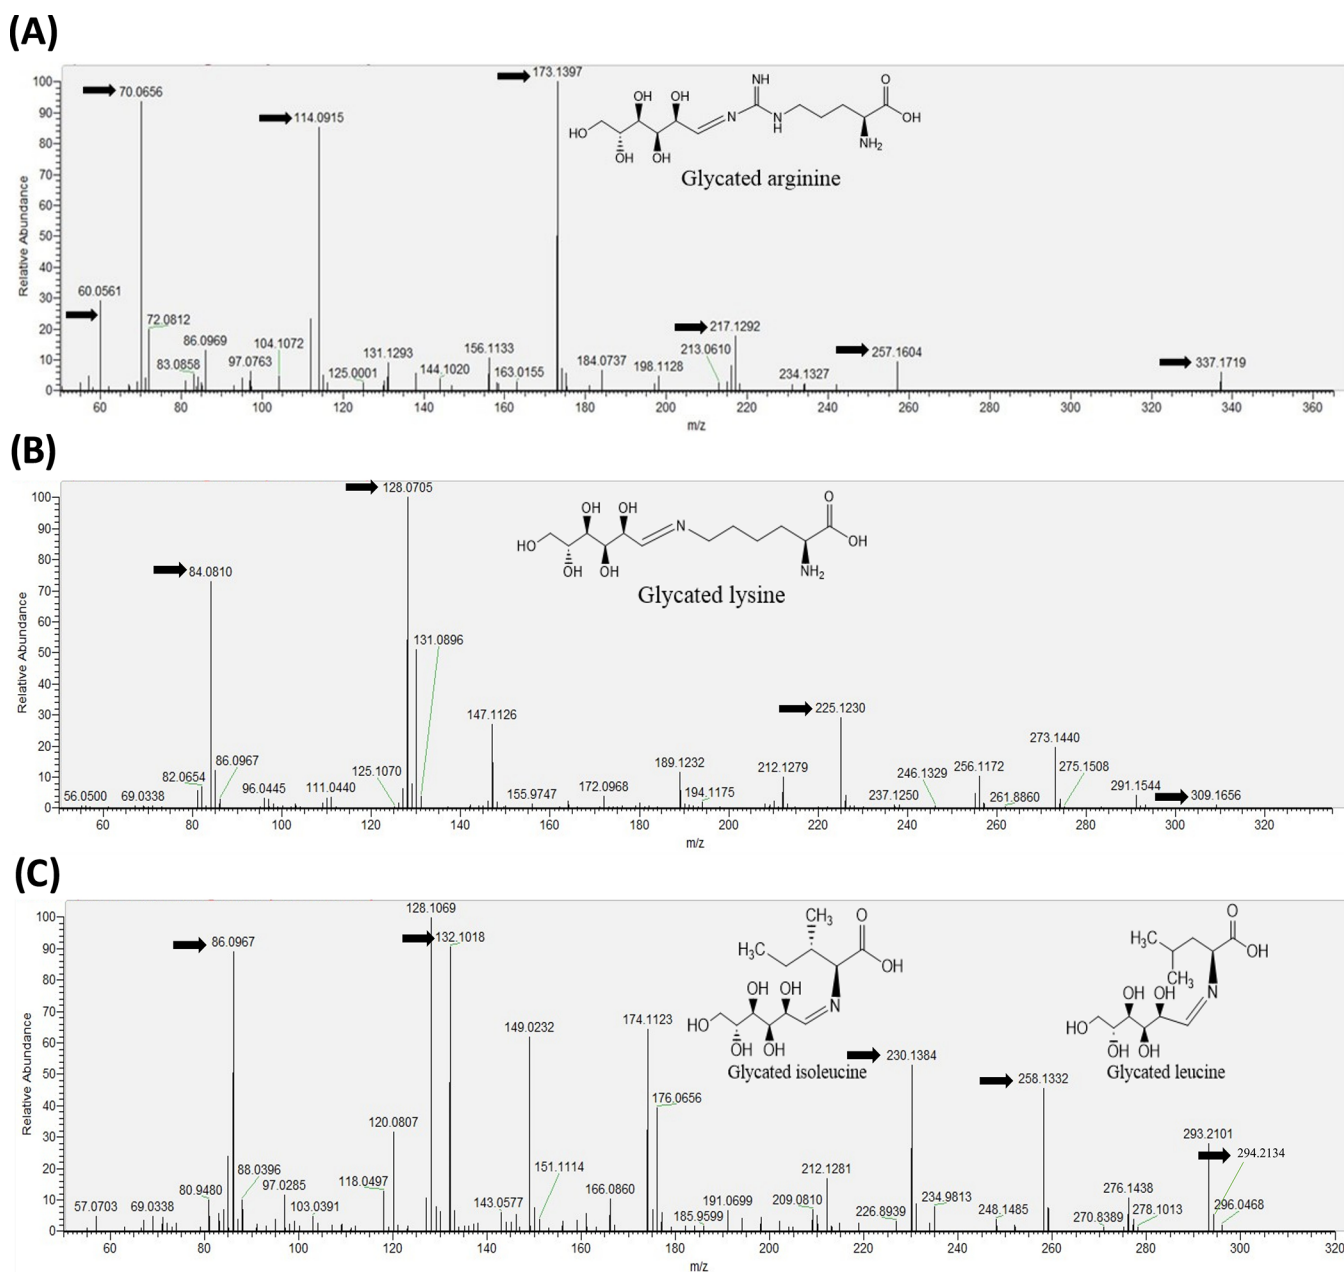 (A)
Relative Abundance
100
90
80
70
60
50
40
30
20
10
0
70.0656
114.0915
173.1397
60.0561
72.0812
86.0969
83.0858
97.0763
104.1072
125.0001
131.1293
144.1020
156.1133
163.0155
184.0737
198.1128
213.0610
217.1292
234.1327
257.1604
337.1719
OH OH
NH
O
HO
N
N
H
OH
OH OH
NH2
Glycated arginine
60 80 100 120 140 160 180 200 220 240 260 280 300 320 340 360
m/z
(B)
Relative Abundance
100
90
80
70
60
50
40
30
20
10
0
128.0705
84.0810
131.0896
147.1126
56.0500
69.0338
82.0654
86.0967
96.0445
111.0440
125.1070
155.9747
172.0968
189.1232
194.1175
212.1279
225.1230
237.1250
246.1329
256.1172
261.8860
273.1440
275.1508
291.1544
309.1656
OH OH
O
HO
N
OH
OH OH
NH2
Glycated lysine
60 80 100 120 140 160 180 200 220 240 260 280 300 320
m/z
(C)
Relative Abundance
100
90
80
70
60
50
40
30
20
10
0
128.1069
86.0967
132.1018
149.0232
174.1123
176.0656
120.0807
118.0497
57.0703
69.0338
80.9480
88.0396
97.0285
103.0391
143.0577
151.1114
166.0860
185.9599
191.0699
209.0810
212.1281
226.8939
230.1384
234.9813
248.1485
258.1332
270.8389
276.1438
278.1013
293.2101
294.2134
296.0468
CH3
O
H3C
OH
OH OH
N
HO
OH OH
Glycated isoleucine
O
H3C
OH
CH3
OH OH
N
HO
OH OH
Glycated leucine
60 80 100 120 140 160 180 200 220 240 260 280 300 320
m/z